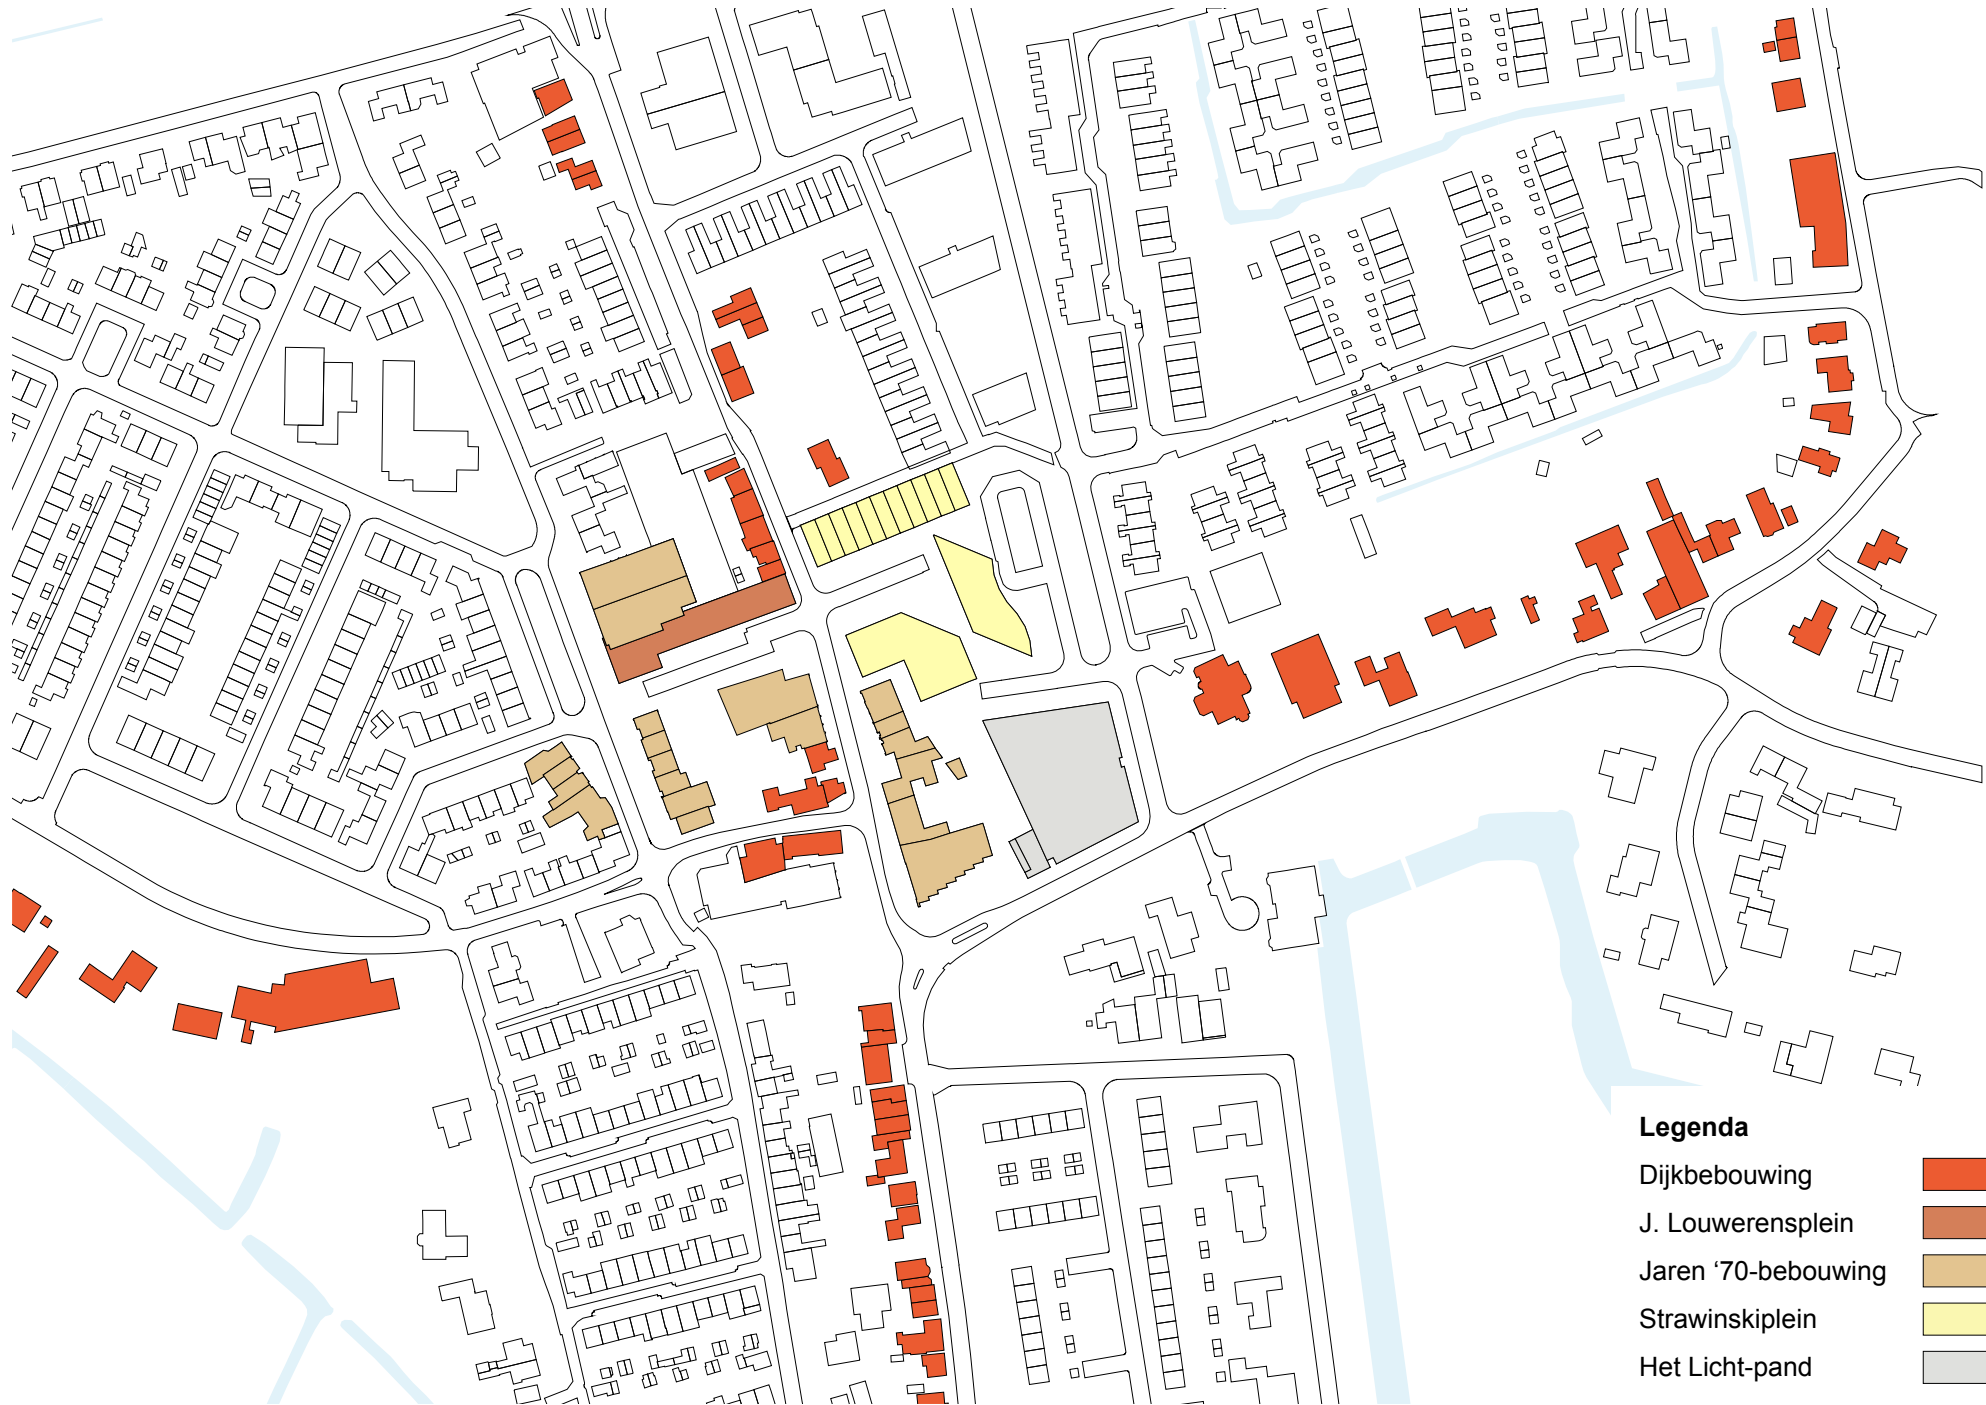 Legenda
Dijkbebouwing
J. Louwerensplein
Jaren ‘70-bebouwing
Strawinskiplein
Het Licht-pand